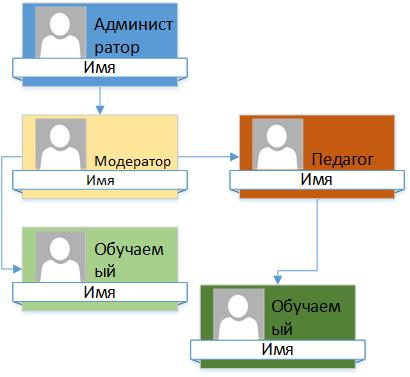 Админист
ратор
Имя
Модератор
Имя
Педагог
Имя
Обучаем
ый
Имя
Обучаем
ый
Имя